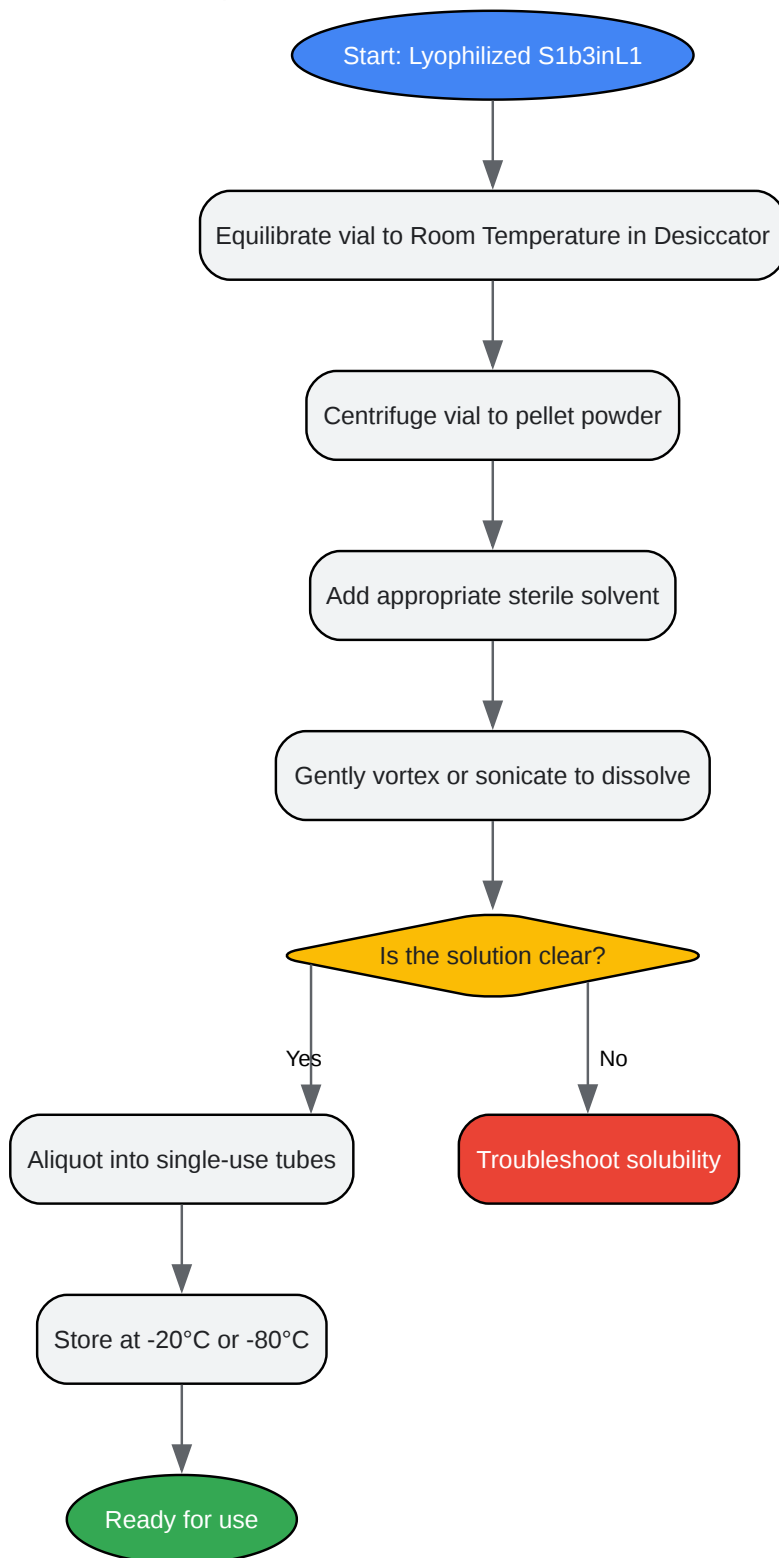 Start: Lyophilized S1b3inL1
Equilibrate vial to Room Temperature in Desiccator
Centrifuge vial to pellet powder
Add appropriate sterile solvent
Gently vortex or sonicate to dissolve
Is the solution clear?
Yes
No
Aliquot into single-use tubes
Troubleshoot solubility
Store at -20°C or -80°C
Ready for use